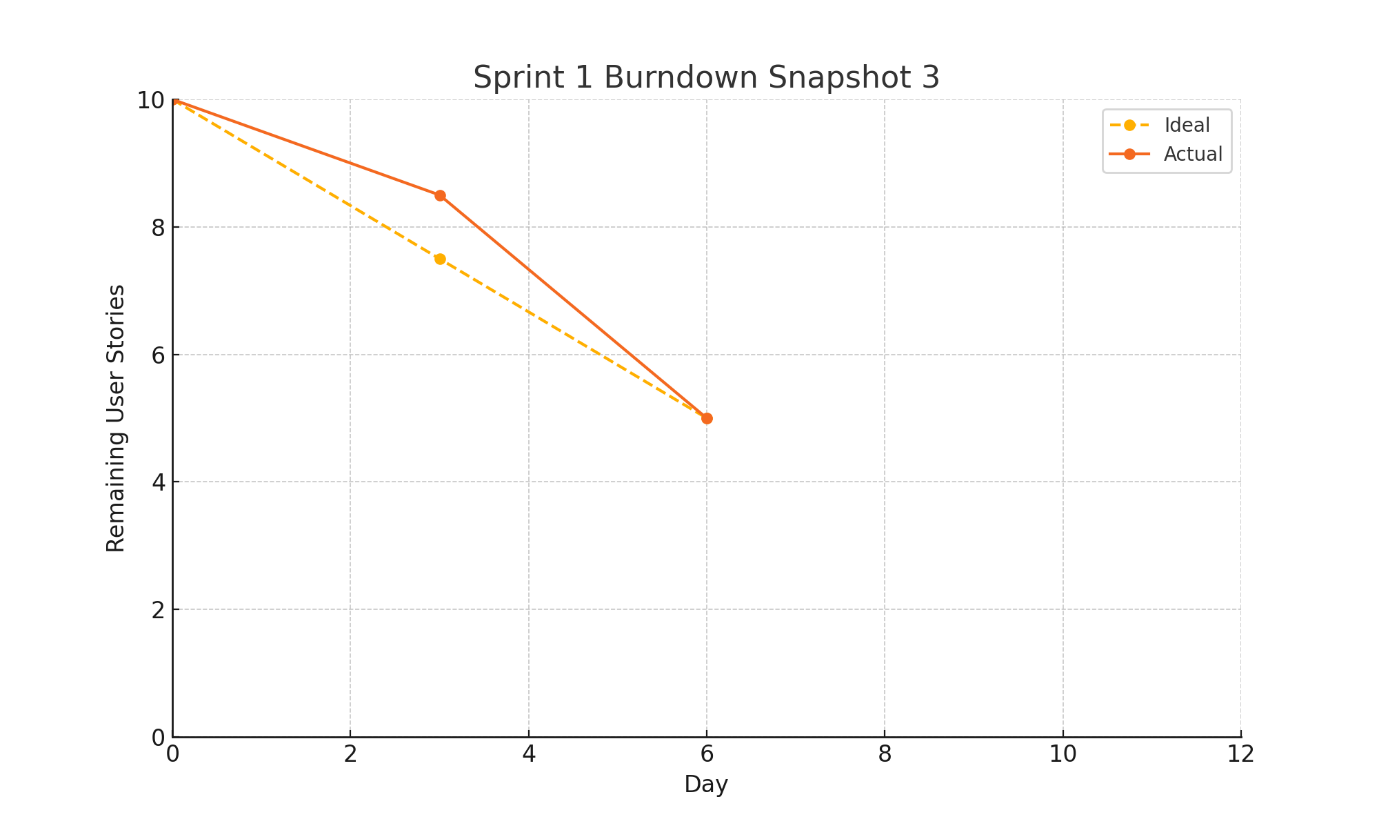 Sprint 1 Burndown Snapshot 3
Ideal
Actual
Remaining User Stories
10
8
6
4
2
0
0 2 4 6 8 10 12
Day